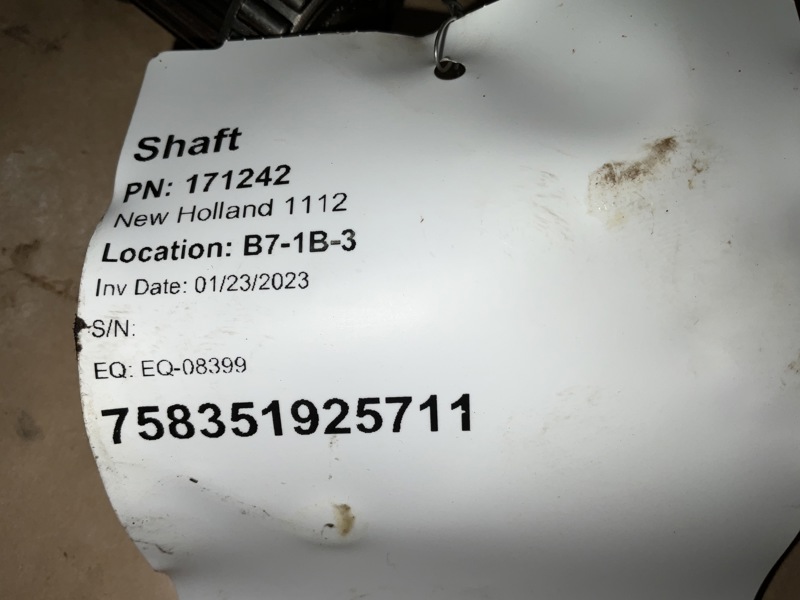 Shaft
PN: 171242
New Holland 1112
Location: B7-1B-3
Inv Date: 01/23/2023
S/N:
EQ: EQ-08399
758351925711